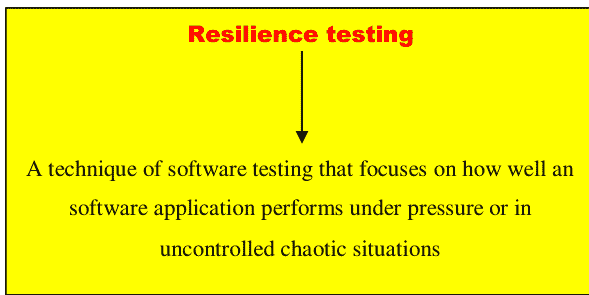 Resilience testing
A technique of software testing that focuses on how well an
software application performs under pressure or in
uncontrolled chaotic situations